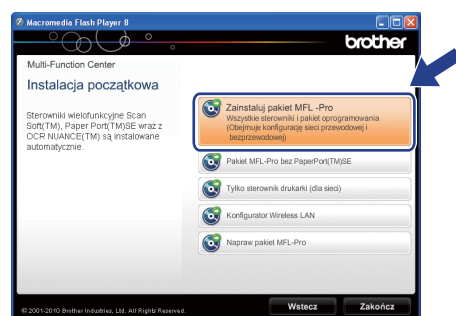 Macromedia Flash Player 8
brother
Multi-Function Center
Instalacja początkowa
Sterowniki wielofunkcyjne Scan
Soft(TM), Paper Port(TM)SE wraz z
OCR NUANCE(TM) są instalowane
automatycznie.
Zainstaluj pakiet MFL -Pro
Wszystkie sterowniki i pakiet oprogramowania
(Obejmuje konfigurację sieci przewodowej i
bezprzewodowej)
Pakiet MFL-Pro bez PaperPort(TM)SE
Tylko sterownik drukarki (dla sieci)
Konfigurator Wireless LAN
Napraw pakiet MFL-Pro
© 2001-2010 Brother Industries, Ltd. All Rights Reserved.
Wstecz
Zakończ